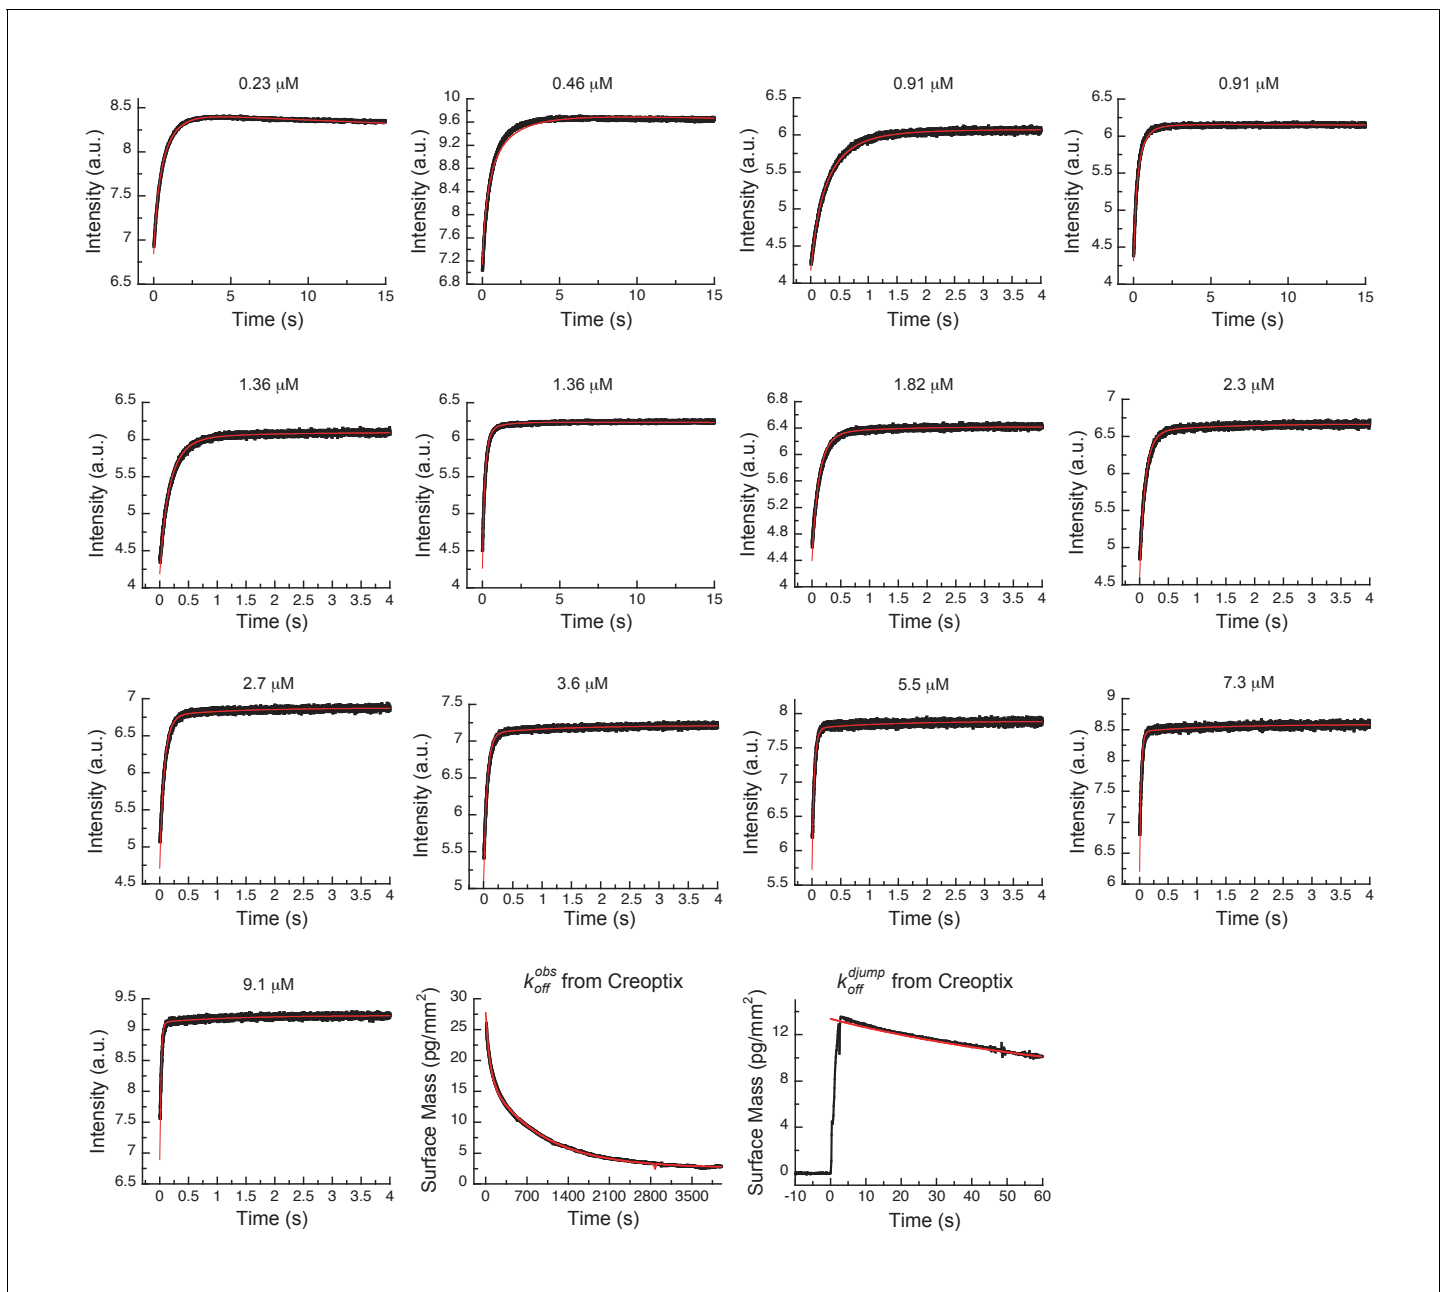 0.23 µM
0.46 µM
0.91 µM
0.91 µM
Intensity (a.u.)
8.5
8
7.5
7
6.5
0
5
10
15
Time (s)
Intensity (a.u.)
10
9.6
9.2
8.8
8.4
8
7.6
7.2
6.8
0
5
10
15
Time (s)
Intensity (a.u.)
6.5
6
5.5
5
4.5
4
0 0.5 1 1.5 2 2.5 3 3.5 4
Time (s)
Intensity (a.u.)
6.5
6
5.5
5
4.5
4
0
5
10
15
Time (s)
1.36 µM
1.36 µM
1.82 µM
2.3 µM
Intensity (a.u.)
6.5
6
5.5
5
4.5
4
0 0.5 1 1.5 2 2.5 3 3.5 4
Time (s)
Intensity (a.u.)
6.5
6
5.5
5
4.5
4
0
5
10
15
Time (s)
Intensity (a.u.)
6.8
6.4
6
5.6
5.2
4.8
4.4
4
0 0.5 1 1.5 2 2.5 3 3.5 4
Time (s)
Intensity (a.u.)
7
6.5
6
5.5
5
4.5
0 0.5 1 1.5 2 2.5 3 3.5 4
Time (s)
2.7 µM
3.6 µM
5.5 µM
7.3 µM
Intensity (a.u.)
7
6.5
6
5.5
5
4.5
0 0.5 1 1.5 2 2.5 3 3.5 4
Time (s)
Intensity (a.u.)
7.5
7
6.5
6
5.5
5
0 0.5 1 1.5 2 2.5 3 3.5 4
Time (s)
Intensity (a.u.)
8
7.5
7
6.5
6
5.5
0 0.5 1 1.5 2 2.5 3 3.5 4
Time (s)
Intensity (a.u.)
9
8.5
8
7.5
7
6.5
6
0 0.5 1 1.5 2 2.5 3 3.5 4
Time (s)
9.1 µM
k_off^obs from Creoptix
k_off^djump from Creoptix
Intensity (a.u.)
9.5
9
8.5
8
7.5
7
6.5
0 0.5 1 1.5 2 2.5 3 3.5 4
Time (s)
Surface Mass (pg/mm²)
30
25
20
15
10
5
0
0 700 1400 2100 2800 3500
Time (s)
Surface Mass (pg/mm²)
12
8
4
0
-10 0 10 20 30 40 50 60
Time (s)